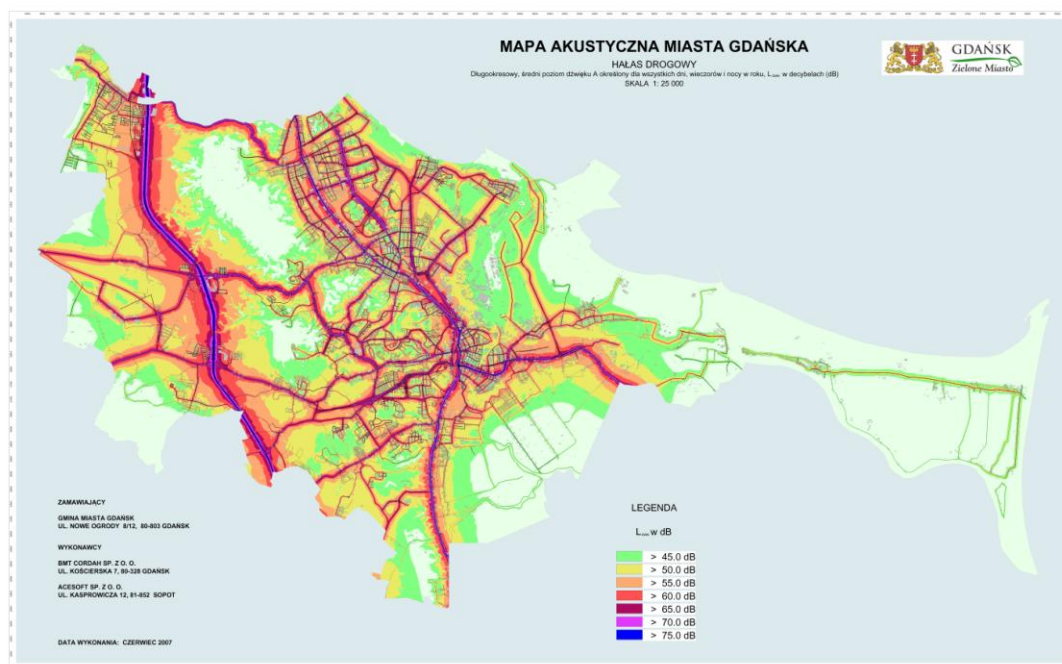 MAPA AKUSTYCZNA MIASTA GDAŃSKA
HAŁAS DROGOWY
Długookresowy, średni poziom dźwięku A określony dla wszystkich dni, wieczorów i nocy w roku, w decybelach (dB)
SKALA 1: 25 000
GDAŃSK
Zielone Miasto
ZAMAWIAJĄCY
GMINA MIASTA GDAŃSK
UL. NOWE OGRODY 8/12, 80-803 GDAŃSK
WYKONAWCY
BMT CORDAH SP. Z O. O.
UL. KOŚCIERSKA 7, 80-328 GDAŃSK
ACESOFT SP. Z O. O.
UL. KASPROWICZA 12, 81-852 SOPOT
DATA WYKONANIA: CZERWIEC 2007
LEGENDA
w dB
> 45.0 dB
> 50.0 dB
> 55.0 dB
> 60.0 dB
> 65.0 dB
> 70.0 dB
> 75.0 dB